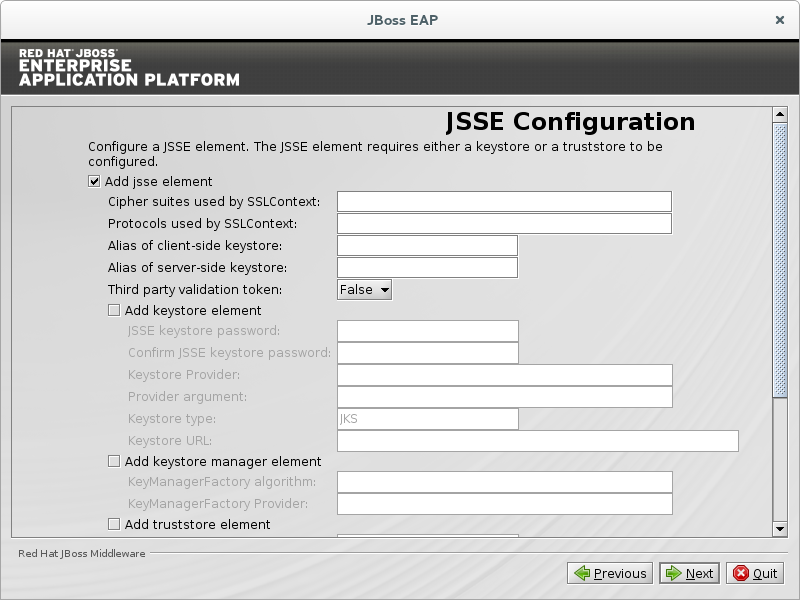 JBoss EAP
RED HAT JBOSS
ENTERPRISE
APPLICATION PLATFORM
JSSE Configuration
Configure a JSSE element. The JSSE element requires either a keystore or a truststore to be
configured.
Add jsse element
Cipher suites used by SSLContext:
Protocols used by SSLContext:
Alias of client-side keystore:
Alias of server-side keystore:
Third party validation token: False
Add keystore element
JSSE keystore password:
Confirm JSSE keystore password:
Keystore Provider:
Provider argument:
Keystore type: JKS
Keystore URL:
Add keystore manager element
KeyManagerFactory algorithm:
KeyManagerFactory Provider:
Add truststore element
Red Hat JBoss Middleware
Previous Next Quit